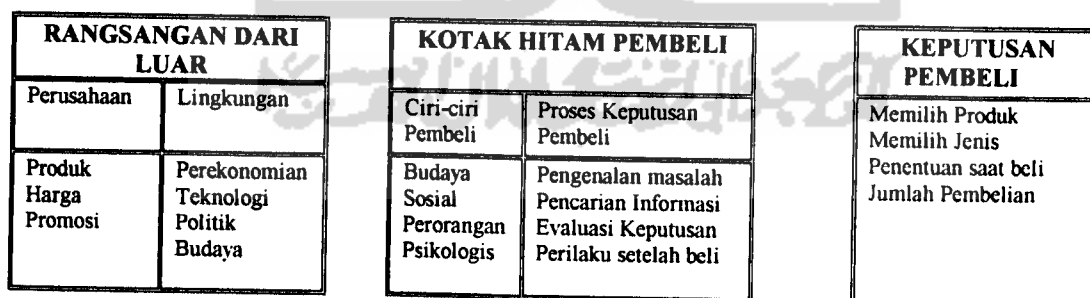 RANGSANGAN DARI
LUAR
Perusahaan
Lingkungan
Produk
Harga
Promosi
Perekonomian
Teknologi
Politik
Budaya
KOTAK HITAM PEMBELI
Ciri-ciri
Pembeli
Proses Keputusan
Pembeli
Budaya
Sosial
Perorangan
Psikologis
Pengenalan masalah
Pencarian Informasi
Evaluasi Keputusan
Perilaku setelah beli
KEPUTUSAN
PEMBELI
Memilih Produk
Memilih Jenis
Penentuan saat beli
Jumlah Pembelian